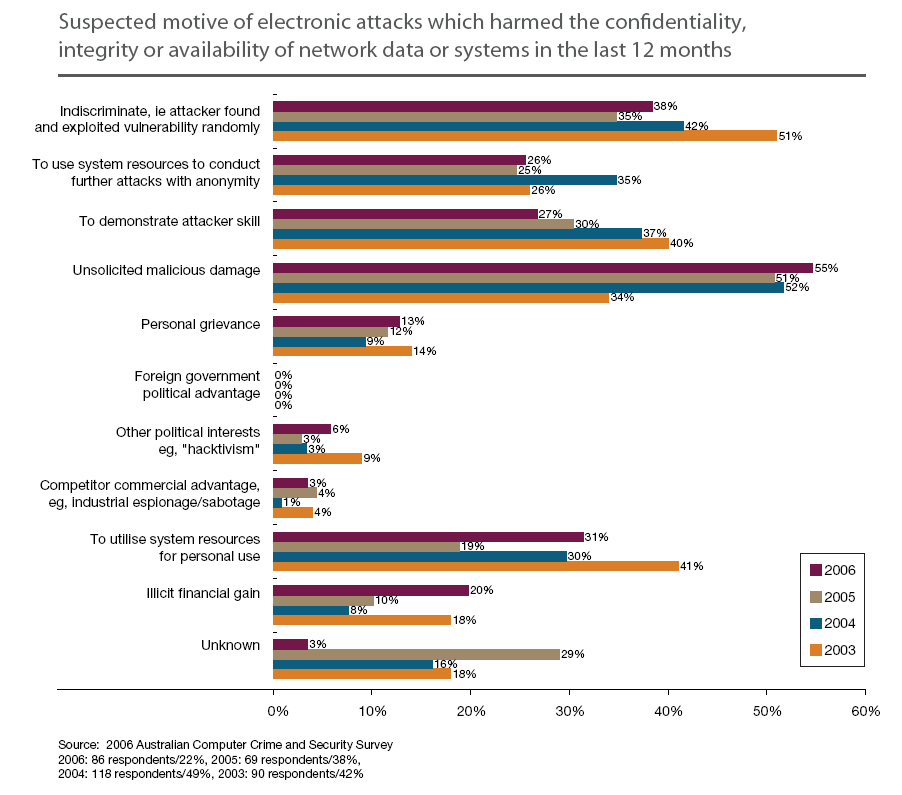 Suspected motive of electronic attacks which harmed the confidentiality,
integrity or availability of network data or systems in the last 12 months
Indiscriminate, ie attacker found
and exploited vulnerability randomly
38%
35%
42%
51%
To use system resources to conduct
further attacks with anonymity
26%
25%
35%
26%
To demonstrate attacker skill
27%
30%
37%
40%
Unsolicited malicious damage
55%
51%
52%
34%
Personal grievance
13%
12%
9%
14%
Foreign government
political advantage
0%
0%
0%
0%
Other political interests
eg, "hacktivism"
6%
3%
3%
9%
Competitor commercial advantage,
eg, industrial espionage/sabotage
3%
4%
1%
4%
To utilise system resources
for personal use
31%
19%
30%
41%
Illicit financial gain
20%
10%
8%
18%
Unknown
3%
29%
16%
18%
2006
2005
2004
2003
0% 10% 20% 30% 40% 50% 60%
Source: 2006 Australian Computer Crime and Security Survey
2006: 86 respondents/22%, 2005: 69 respondents/38%,
2004: 118 respondents/49%, 2003: 90 respondents/42%